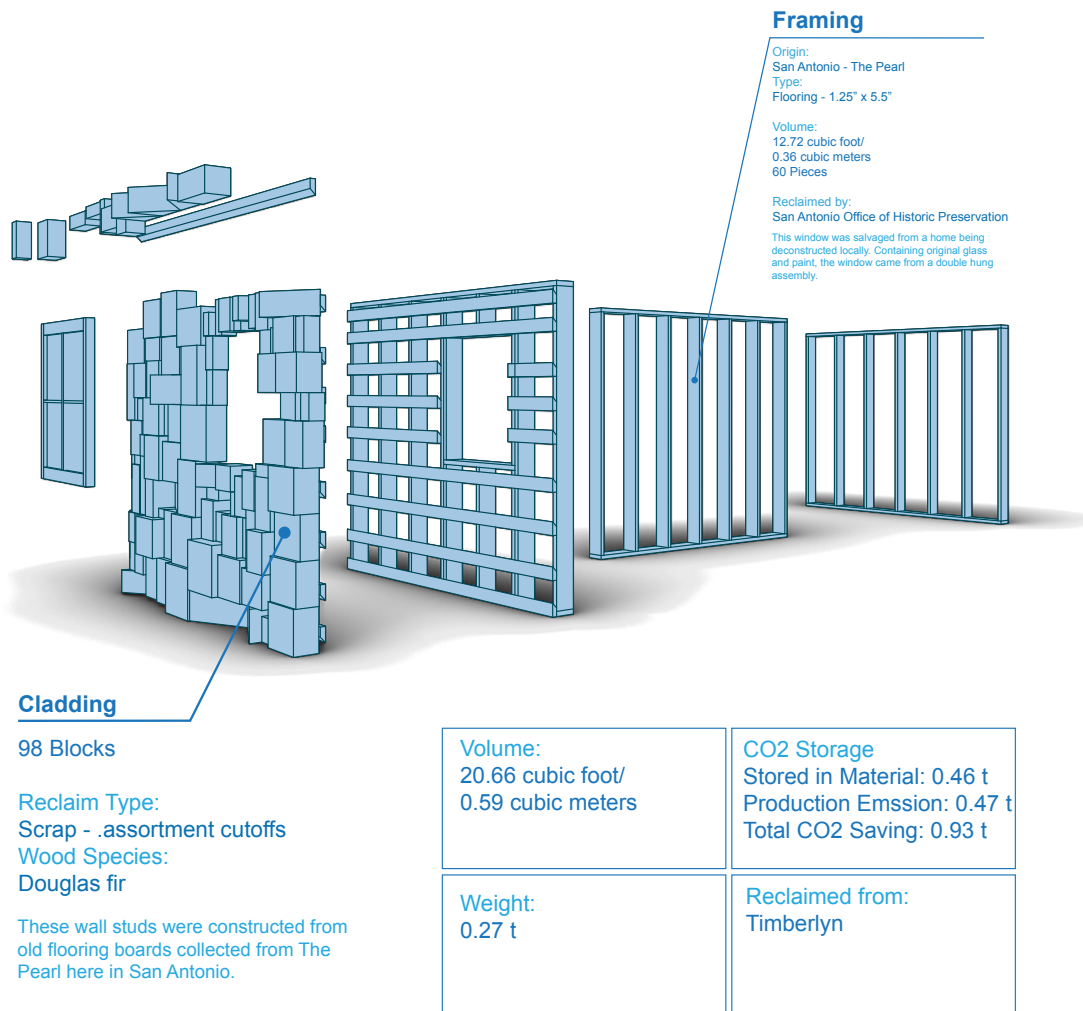 Framing
Origin:
San Antonio - The Pearl
Type:
Flooring - 1.25” x 5.5”
Volume:
12.72 cubic foot/
0.36 cubic meters
60 Pieces
Reclaimed by:
San Antonio Office of Historic Preservation
This window was salvaged from a home being
deconstructed locally. Containing original glass
and paint, the window came from a double hung
assembly.
Cladding
98 Blocks
Reclaim Type:
Scrap - .assortment cutoffs
Wood Species:
Douglas fir
These wall studs were constructed from
old flooring boards collected from The
Pearl here in San Antonio.
Volume:
20.66 cubic foot/
0.59 cubic meters
CO2 Storage
Stored in Material: 0.46 t
Production Emssion: 0.47 t
Total CO2 Saving: 0.93 t
Weight:
0.27 t
Reclaimed from:
Timberlyn